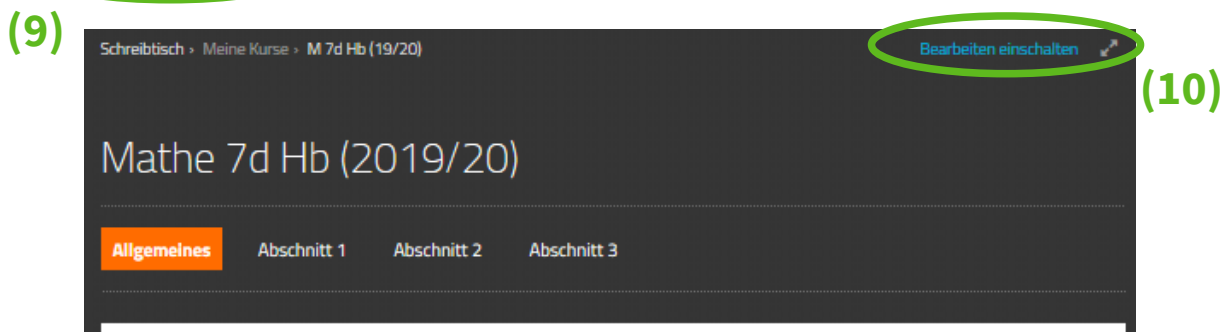 (9)
Schreibtisch › Meine Kurse › M 7d Hb (19/20) Bearbeiten einschalten
(10)
Mathe 7d Hb (2019/20)
Allgemeines Abschnitt 1 Abschnitt 2 Abschnitt 3